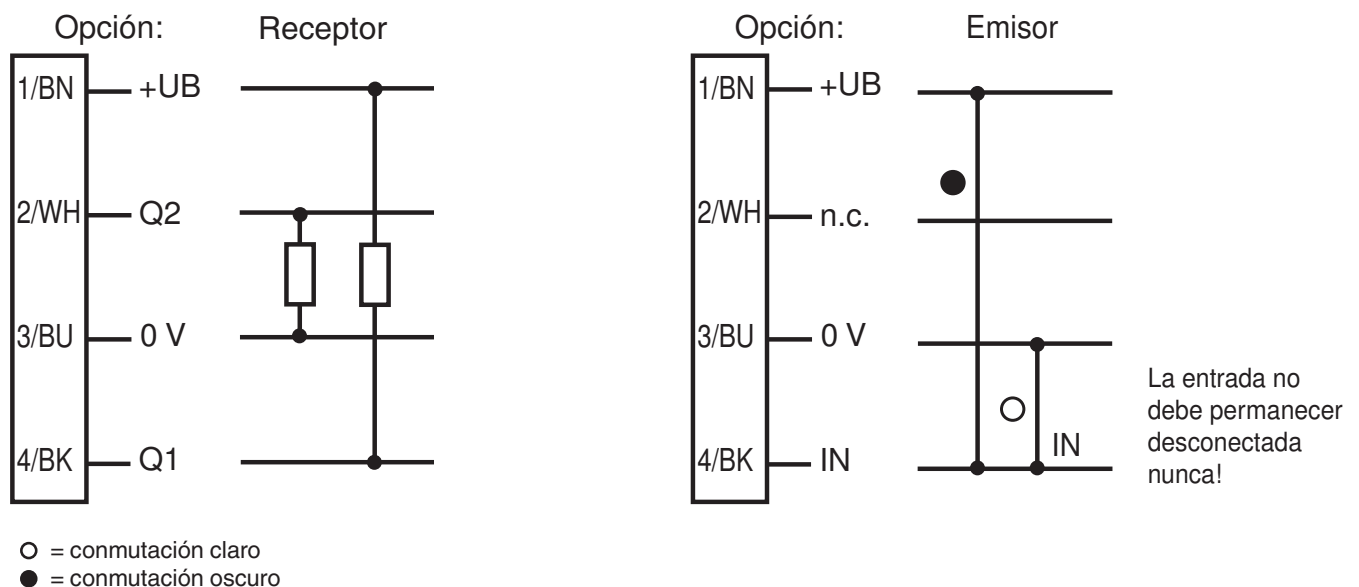 Opción:
Receptor
1/BN
+UB
2/WH
Q2
3/BU
0 V
4/BK
Q1
Opción:
Emisor
1/BN
+UB
2/WH
n.c.
3/BU
0 V
4/BK
IN
IN
La entrada no
debe permanecer
desconectada
nunca!
= conmutación claro
= conmutación oscuro